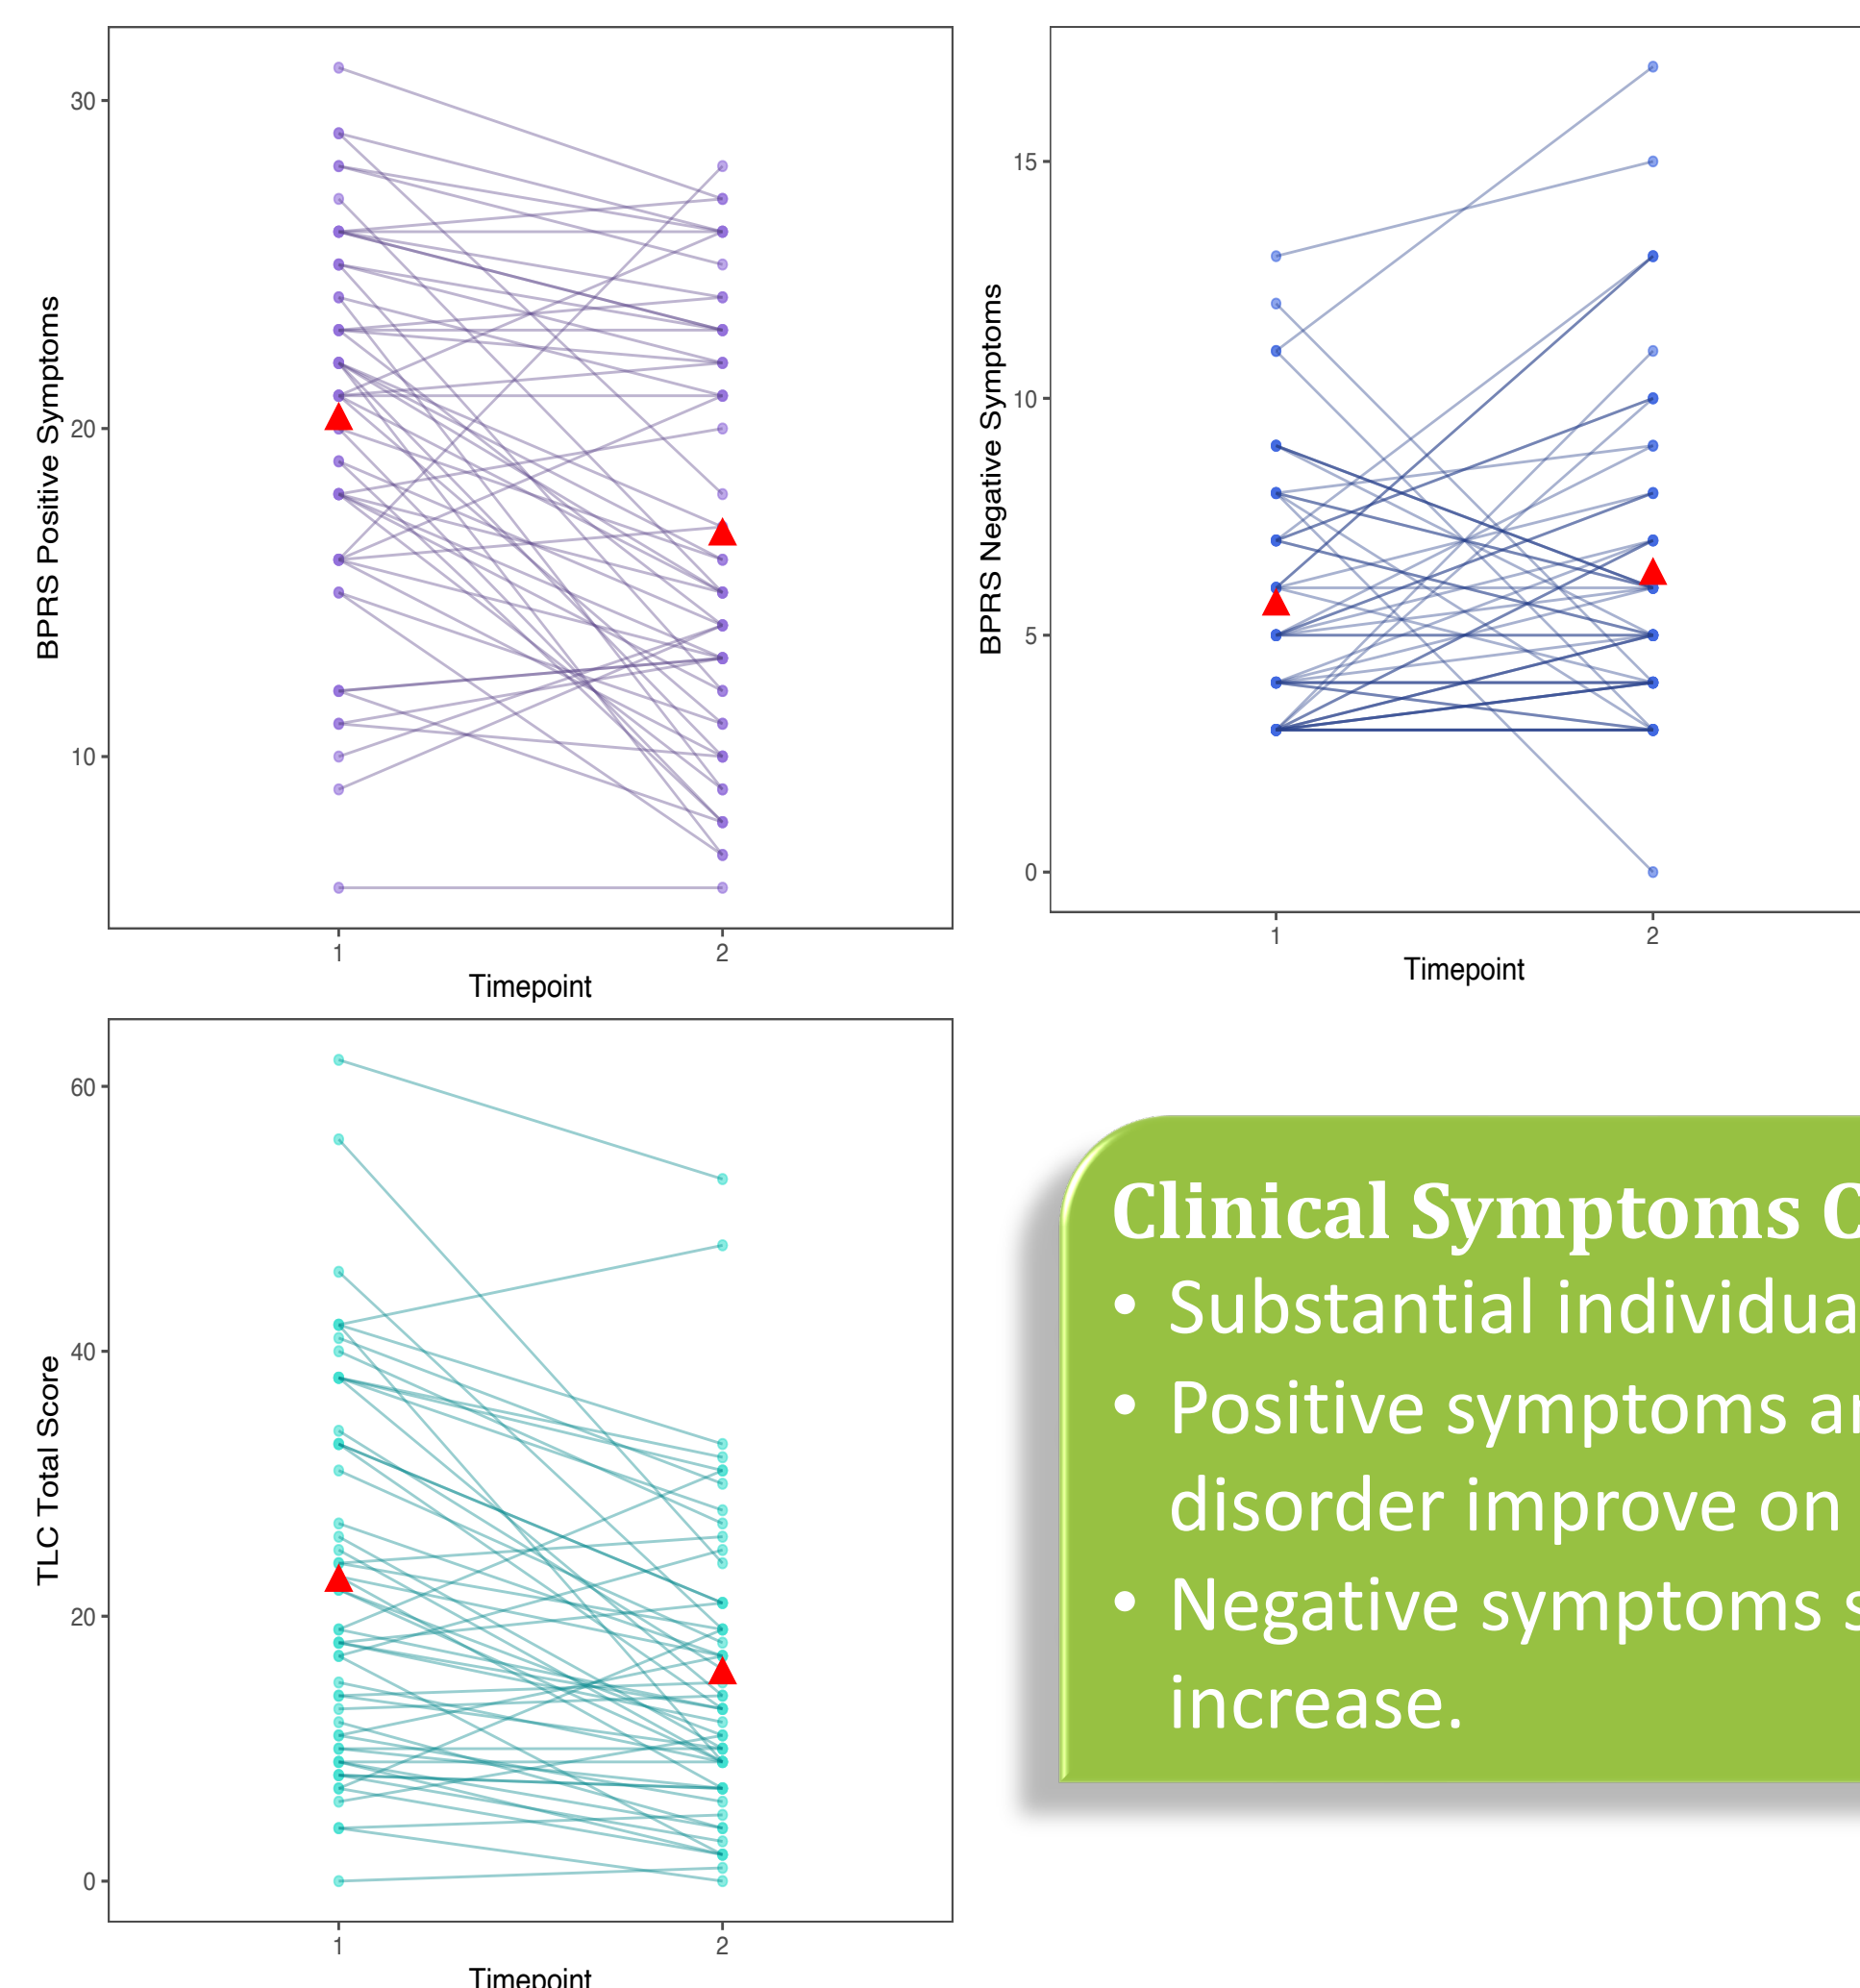 BPRS Positive Symptoms
30
20
10
1 2
Timepoint
BPRS Negative Symptoms
15
10
5
0
1 2
Timepoint
TLC Total Score
60
40
20
0
1 2
Timepoint
Clinical Symptoms
• Substantial
• Positive symptoms
disorder improve on
• Negative symptoms
increase.